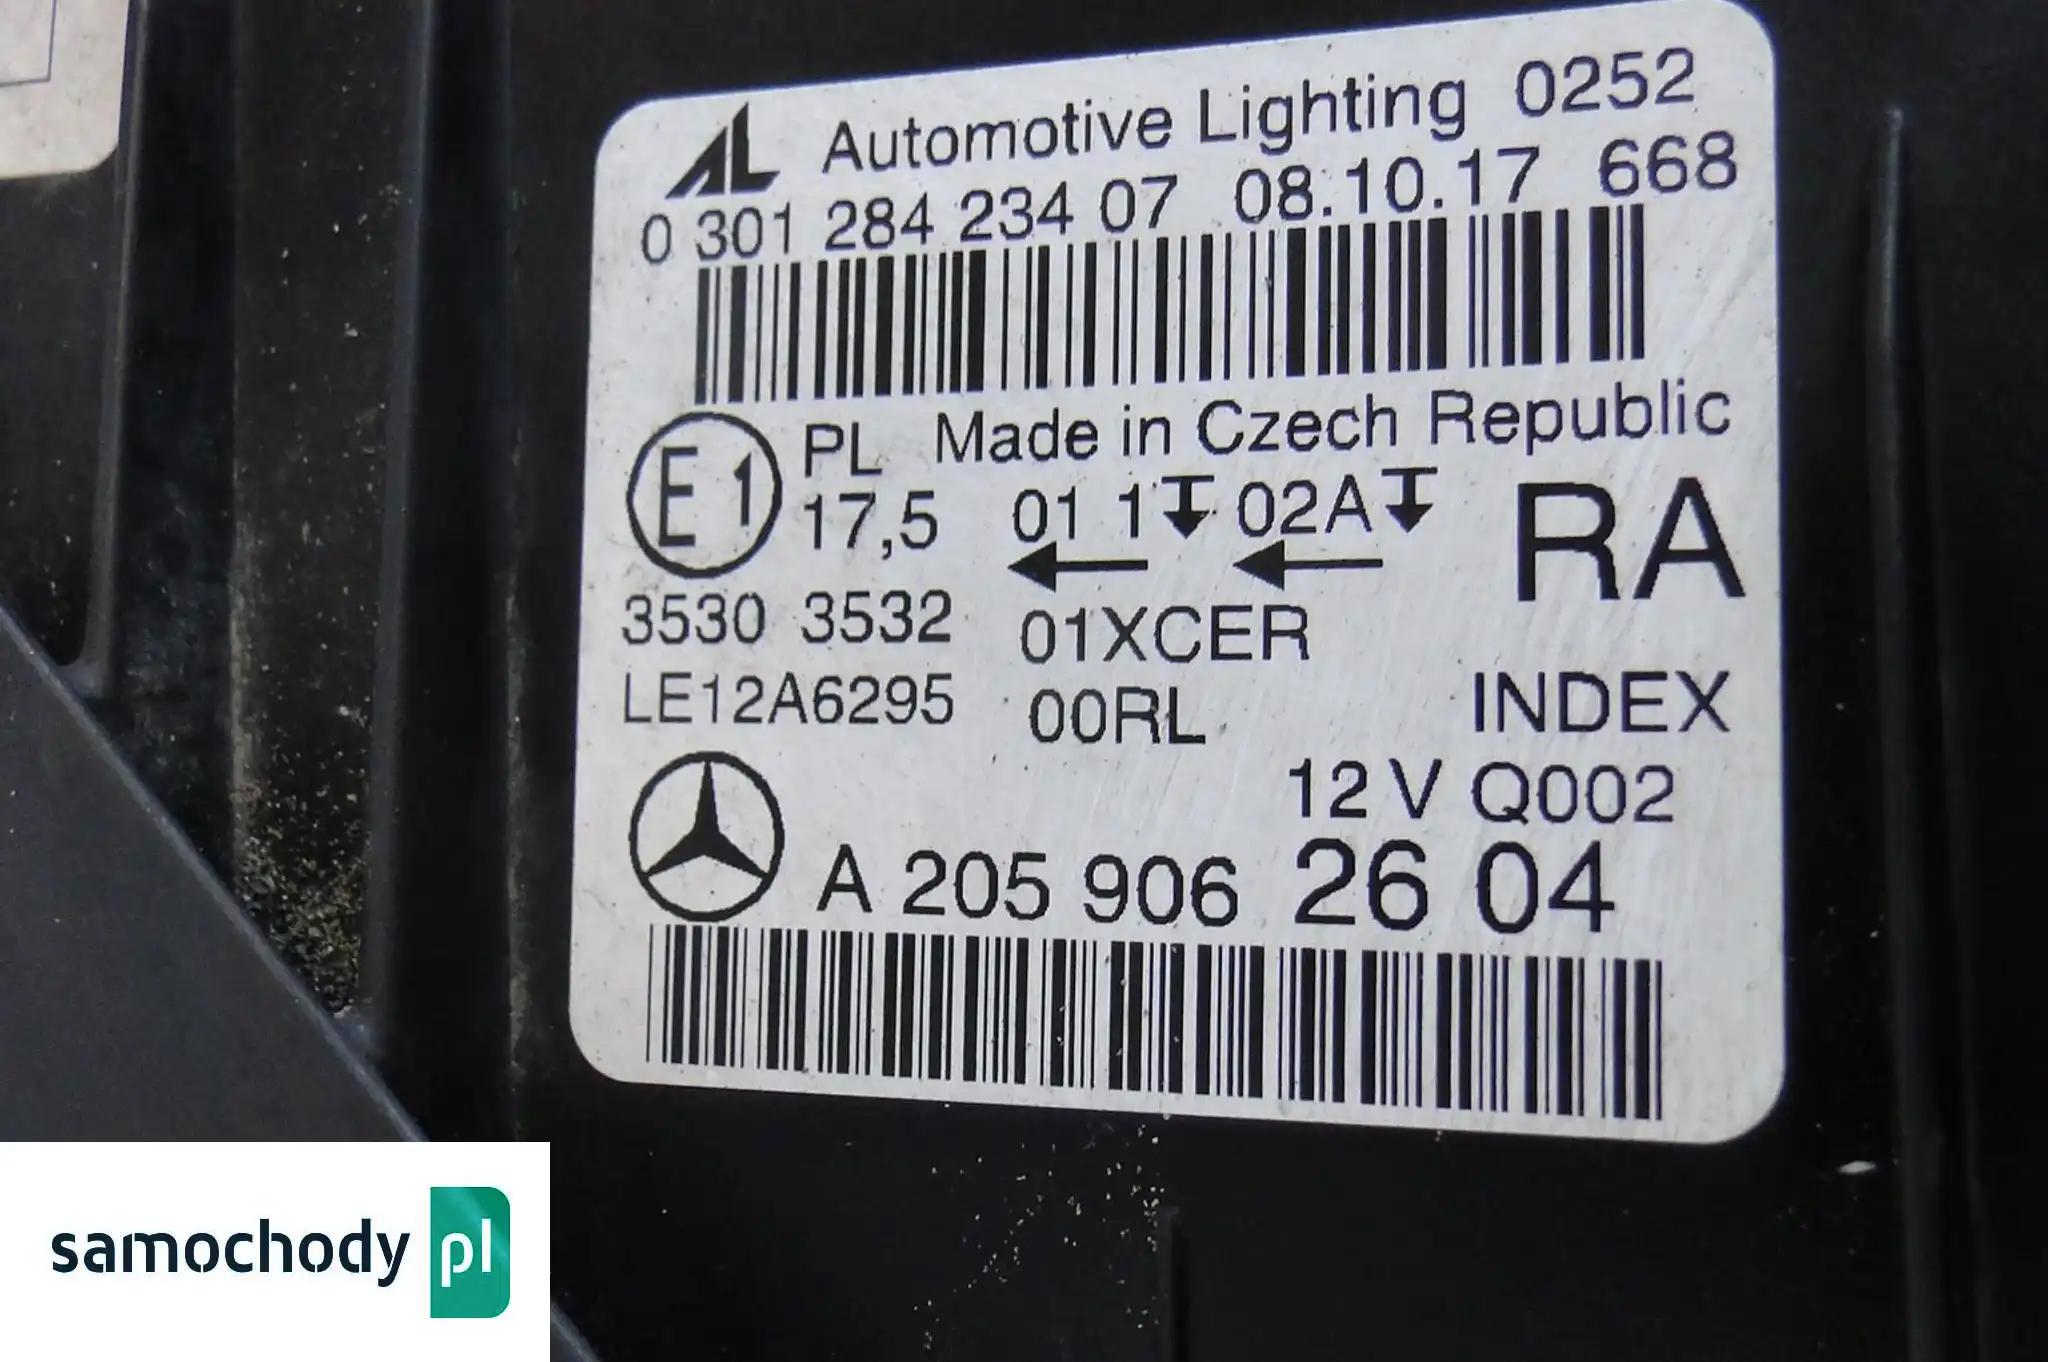 AL Automotive Lighting 0252
0 301 284 234 07 08.10.17 668
E1 PL Made in Czech Republic
17,5 01 1 02A RA
3530 3532 01XCER
LE12A6295 00RL INDEX
12 V Q002
A 205 906 26 04
samochody pl